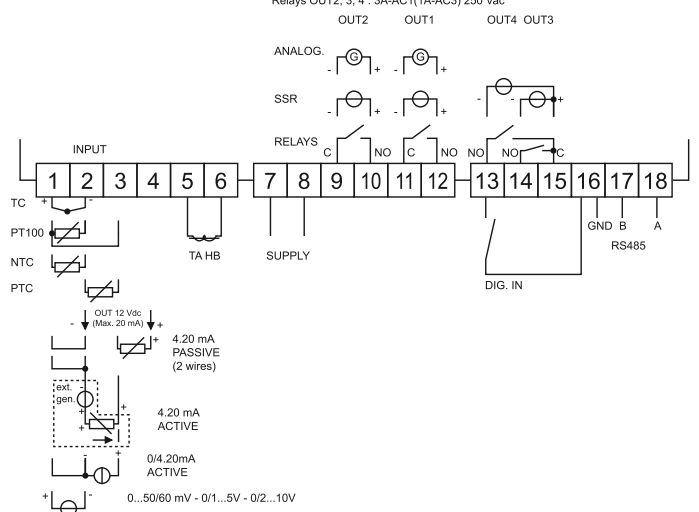 Relays OUT2, 3, 4 : 3A-AC1(1A-AC3) 250 Vac
OUT2 OUT1 OUT4 OUT3
ANALOG. G G
- + - +
SSR
- + - + - - +
RELAYS
C NO C NO NO NO C
INPUT
1 2 3 4 5 6 7 8 9 10 11 12 13 14 15 16 17 18
TC + -
PT100
NTC
PTC
TA HB
SUPPLY
DIG. IN
GND B A
RS485
OUT 12 Vdc
(Max. 20 mA)
- +
+
4.20 mA
PASSIVE
(2 wires)
ext.
gen.
-
+
+ +
4.20 mA
ACTIVE
- +
0/4.20mA
ACTIVE
+ -
0...50/60 mV - 0/1...5V - 0/2...10V